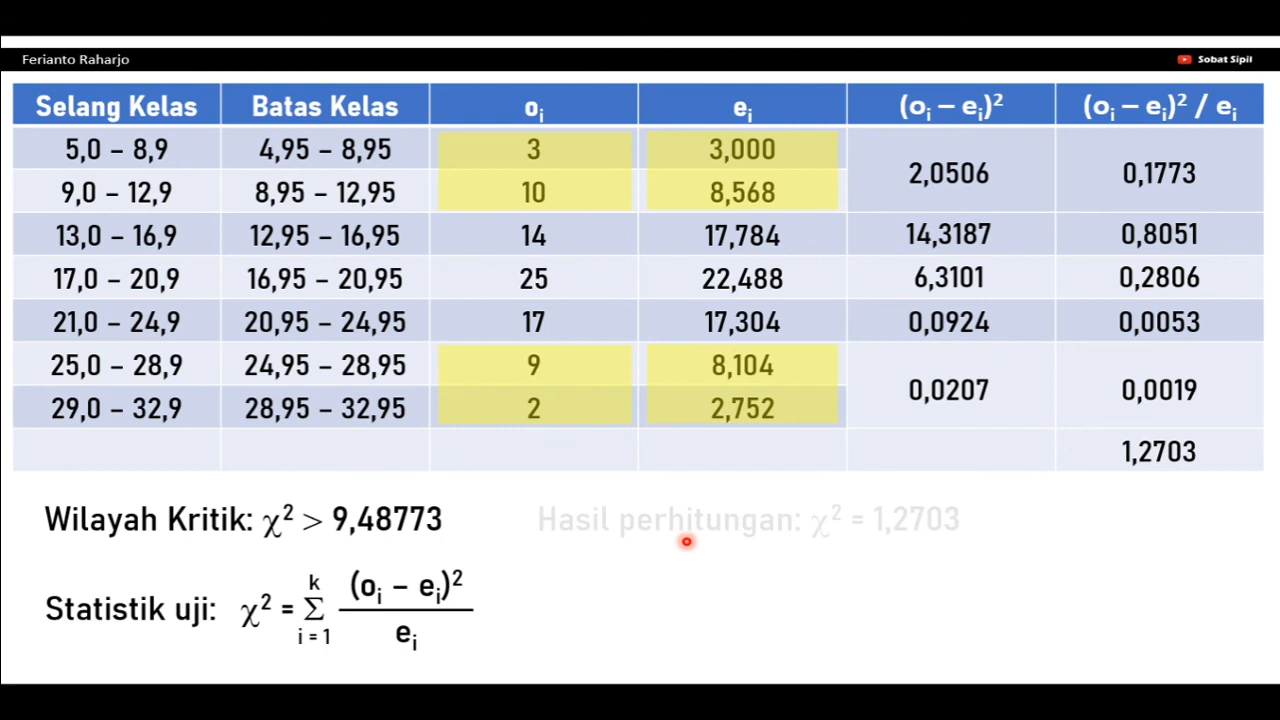 Ferianto Raharjo
Sobat Sipil
Selang Kelas Batas Kelas oᵢ eᵢ (oᵢ – eᵢ)² (oᵢ – eᵢ)² / eᵢ
5,0 – 8,9 4,95 – 8,95 3 3,000 2,0506 0,1773
9,0 – 12,9 8,95 – 12,95 10 8,568
13,0 – 16,9 12,95 – 16,95 14 17,784 14,3187 0,8051
17,0 – 20,9 16,95 – 20,95 25 22,488 6,3101 0,2806
21,0 – 24,9 20,95 – 24,95 17 17,304 0,0924 0,0053
25,0 – 28,9 24,95 – 28,95 9 8,104 0,0207 0,0019
29,0 – 32,9 28,95 – 32,95 2 2,752
1,2703
Wilayah Kritik: χ² > 9,48773 Hasil perhitungan: χ² = 1,2703
Statistik uji: χ² = k Σ i = 1 (oᵢ – eᵢ)² / eᵢ